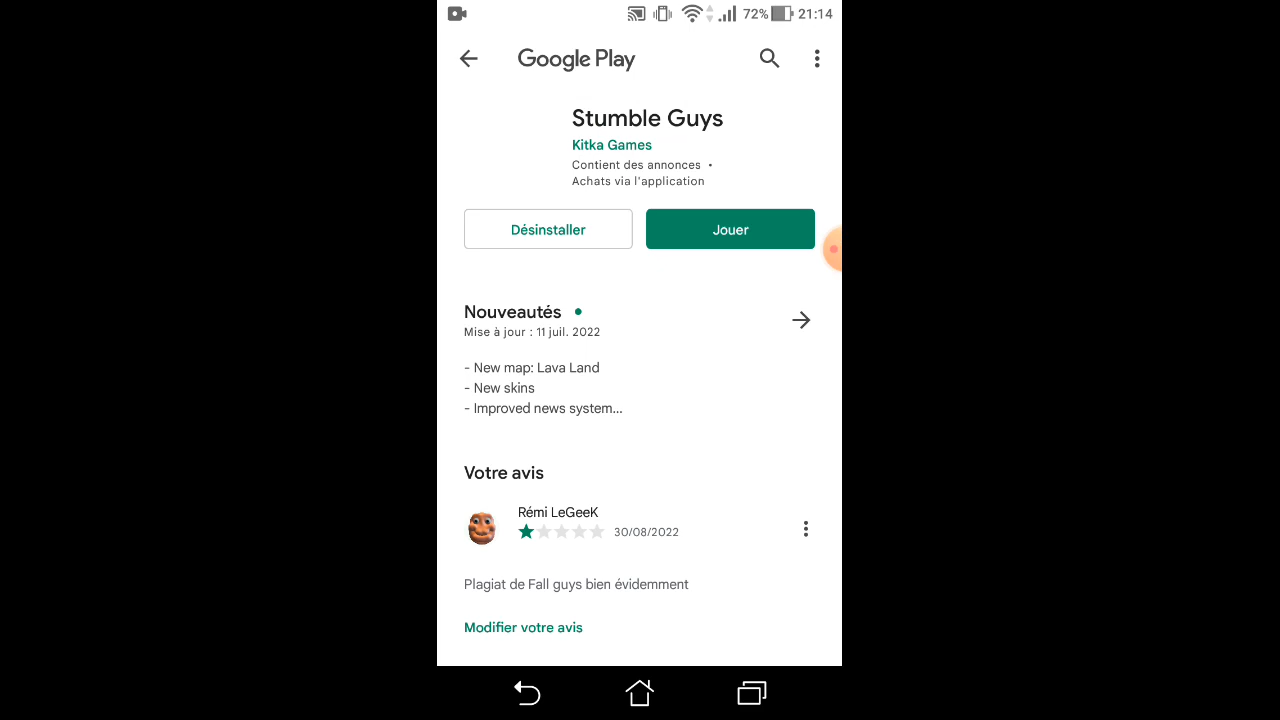 72% 21:14
Google Play
Stumble Guys
Kitka Games
Contient des annonces •
Achats via l'application
Désinstaller
Jouer
Nouveautés •
Mise à jour : 11 juil. 2022
- New map: Lava Land
- New skins
- Improved news system...
Votre avis
Rémi LeGeeK
30/08/2022
Plagiat de Fall guys bien évidemment
Modifier votre avis